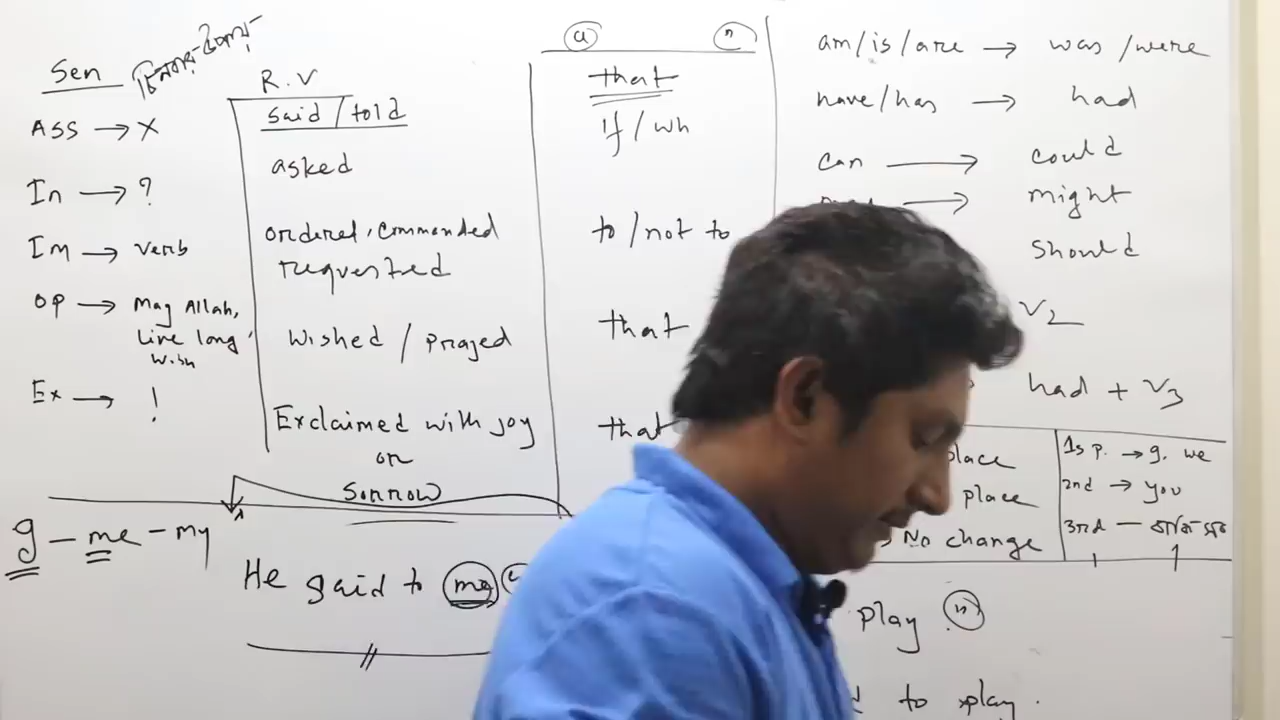 Sen চিনার উপায়
Ass → X
In → ?
Im → verb
op → May Allah,
Live long,
wish
Ex → !
R.V
said / told
asked
ordered, commanded
requested
wished / prayed
Exclaimed with joy
or
sorrow
(a) (n)
that
if / wh
to / not to
that
that
am/is/are → was/were
have/has → had
can → could
→ might
should
V2
had + V3
place
place
No change
1s p. → I. we
2nd → you
3rd —
I – me – my
He said to (me)
play (n)
to play.